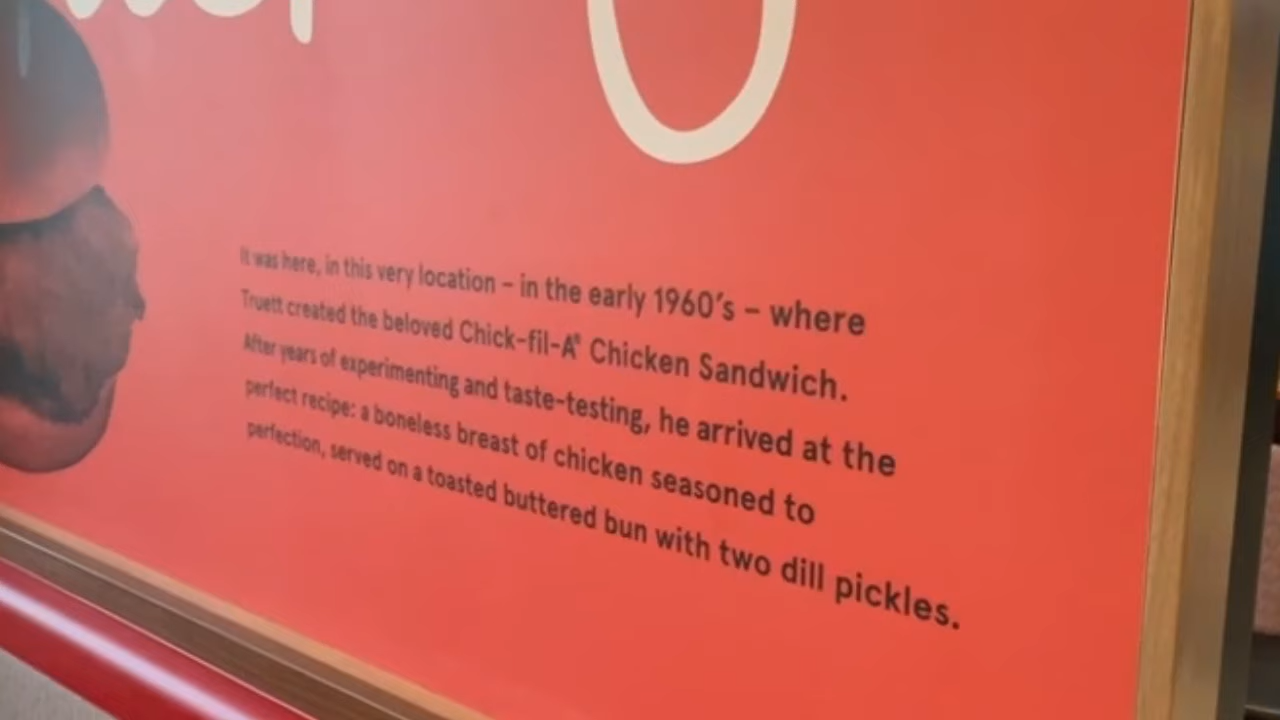 It was here, in this very location – in the early 1960's – where
Truett created the beloved Chick-fil-A® Chicken Sandwich.
After years of experimenting and taste-testing, he arrived at the
perfect recipe: a boneless breast of chicken seasoned to
perfection, served on a toasted buttered bun with two dill pickles.